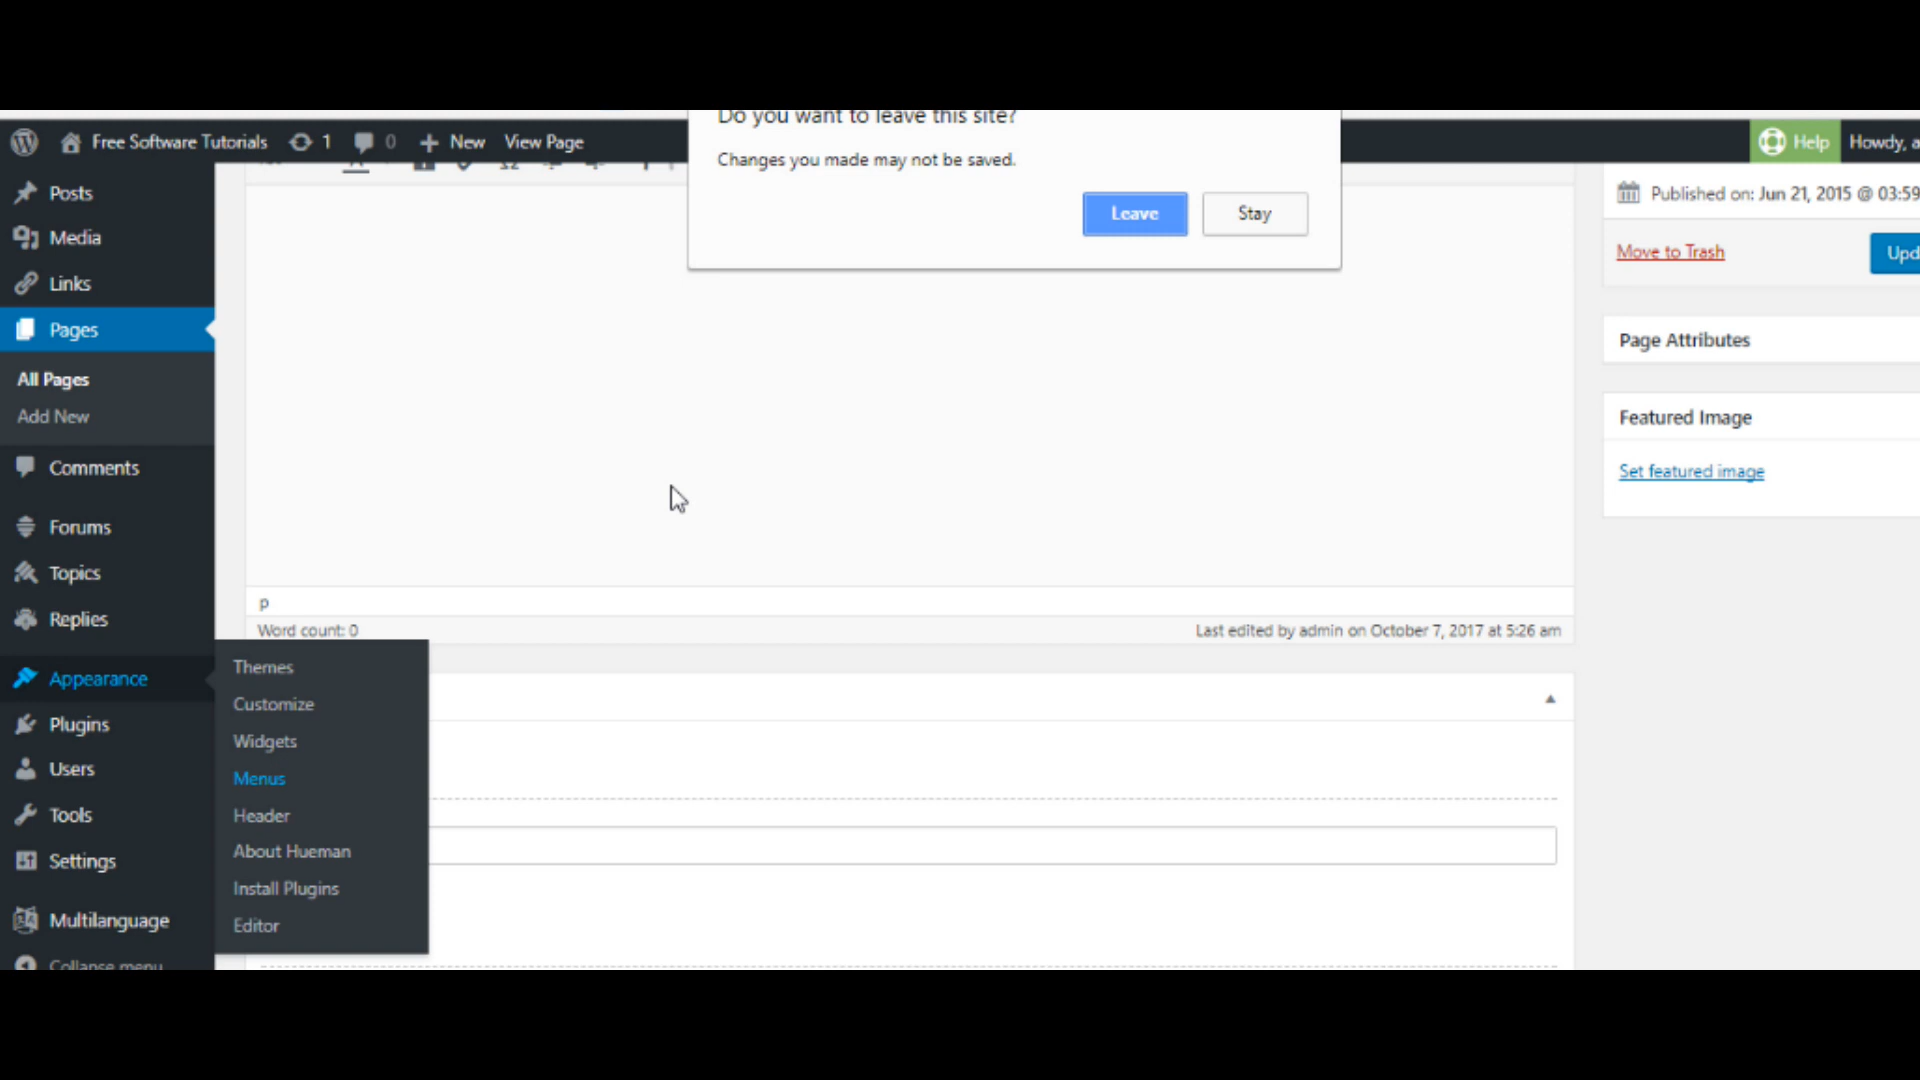 Do you want to leave this site?
Changes you made may not be saved.
Leave
Stay
Free Software Tutorials
1
0
New
View Page
Help
Howdy, a
Posts
Media
Links
Pages
All Pages
Add New
Comments
Forums
Topics
Replies
Appearance
Plugins
Users
Tools
Settings
Multilanguage
Collapse menu
Themes
Customize
Widgets
Menus
Header
About Hueman
Install Plugins
Editor
p
Word count: 0
Last edited by admin on October 7, 2017 at 5:26 am
Published on: Jun 21, 2015 @ 03:59
Move to Trash
Upd
Page Attributes
Featured Image
Set featured image